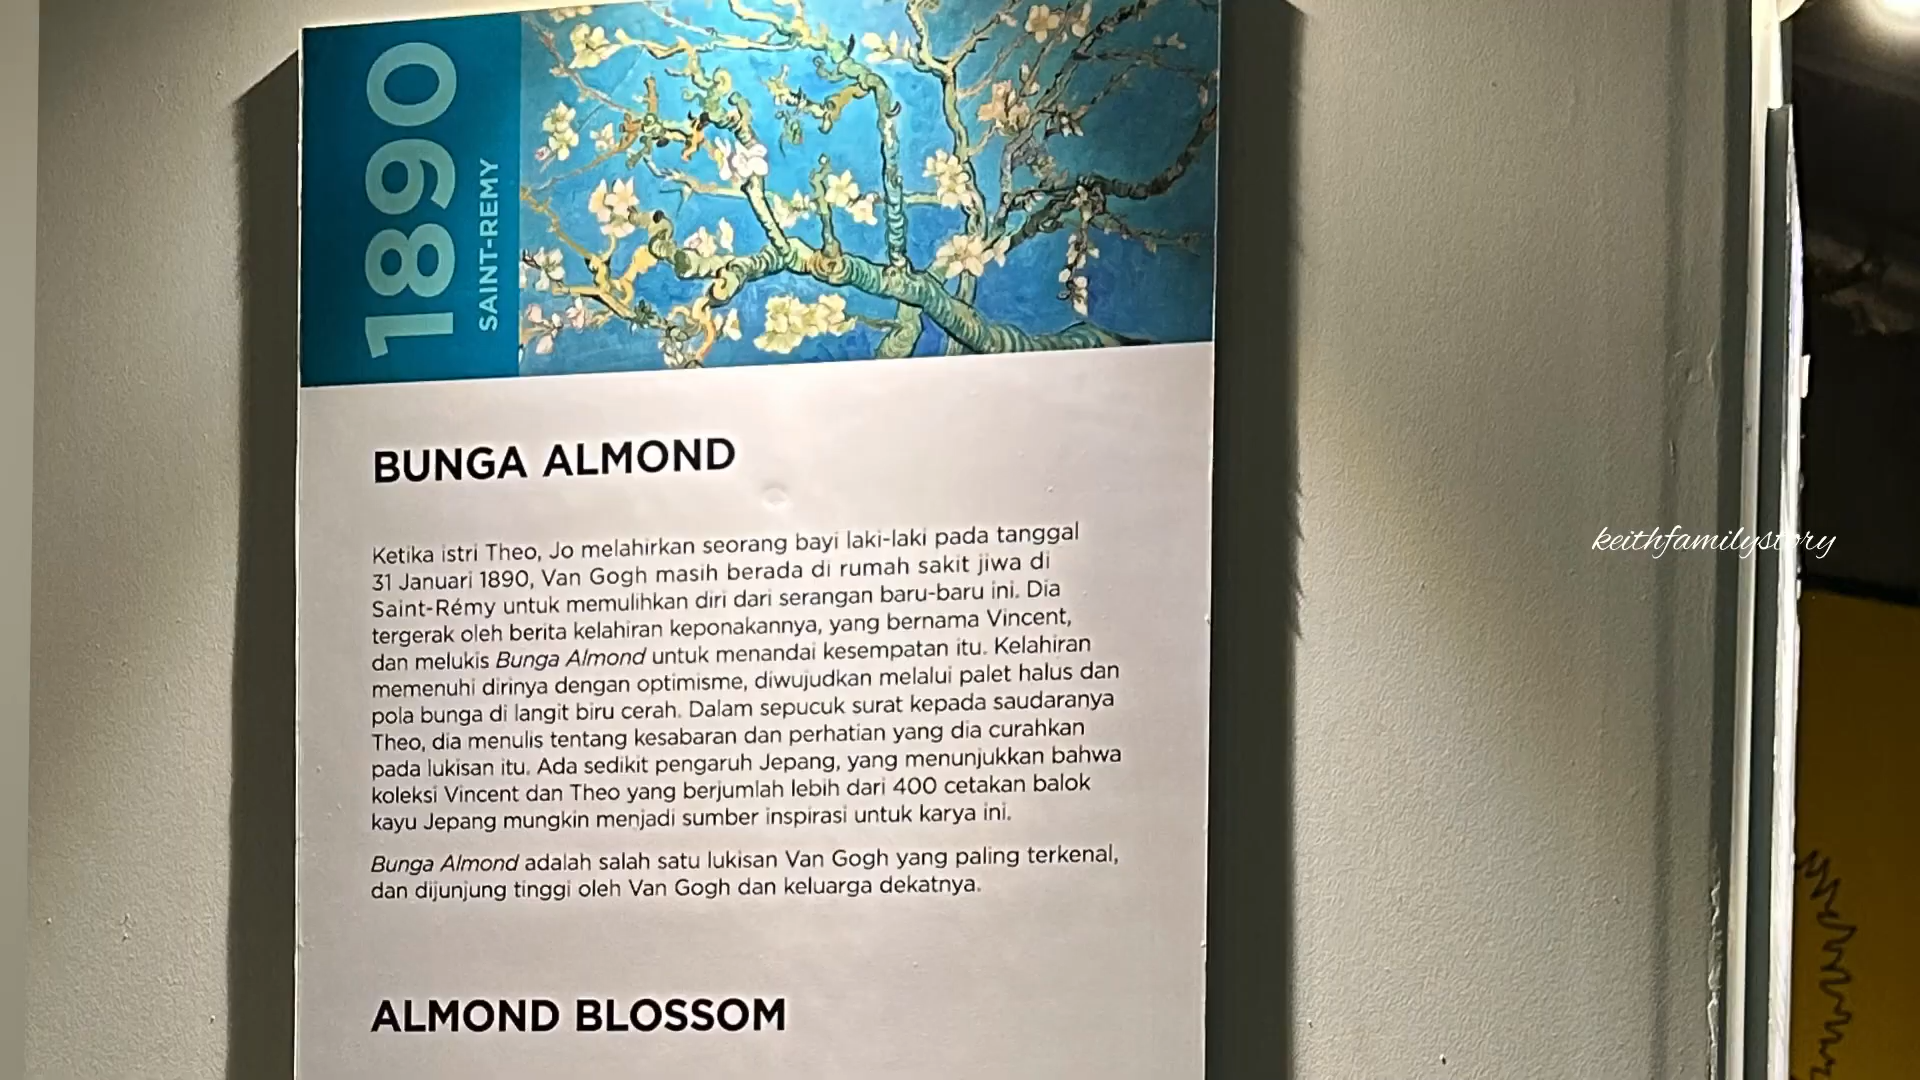 1890
SAINT-REMY
BUNGA ALMOND
Ketika istri Theo, Jo melahirkan seorang bayi laki-laki pada tanggal
31 Januari 1890, Van Gogh masih berada di rumah sakit jiwa di
Saint-Rémy untuk memulihkan diri dari serangan baru-baru ini. Dia
tergerak oleh berita kelahiran keponakannya, yang bernama Vincent,
dan melukis Bunga Almond untuk menandai kesempatan itu. Kelahiran
memenuhi dirinya dengan optimisme, diwujudkan melalui palet halus dan
pola bunga di langit biru cerah. Dalam sepucuk surat kepada saudaranya
Theo, dia menulis tentang kesabaran dan perhatian yang dia curahkan
pada lukisan itu. Ada sedikit pengaruh Jepang, yang menunjukkan bahwa
koleksi Vincent dan Theo yang berjumlah lebih dari 400 cetakan balok
kayu Jepang mungkin menjadi sumber inspirasi untuk karya ini.
Bunga Almond adalah salah satu lukisan Van Gogh yang paling terkenal,
dan dijunjung tinggi oleh Van Gogh dan keluarga dekatnya.
ALMOND BLOSSOM
keithfamilystory